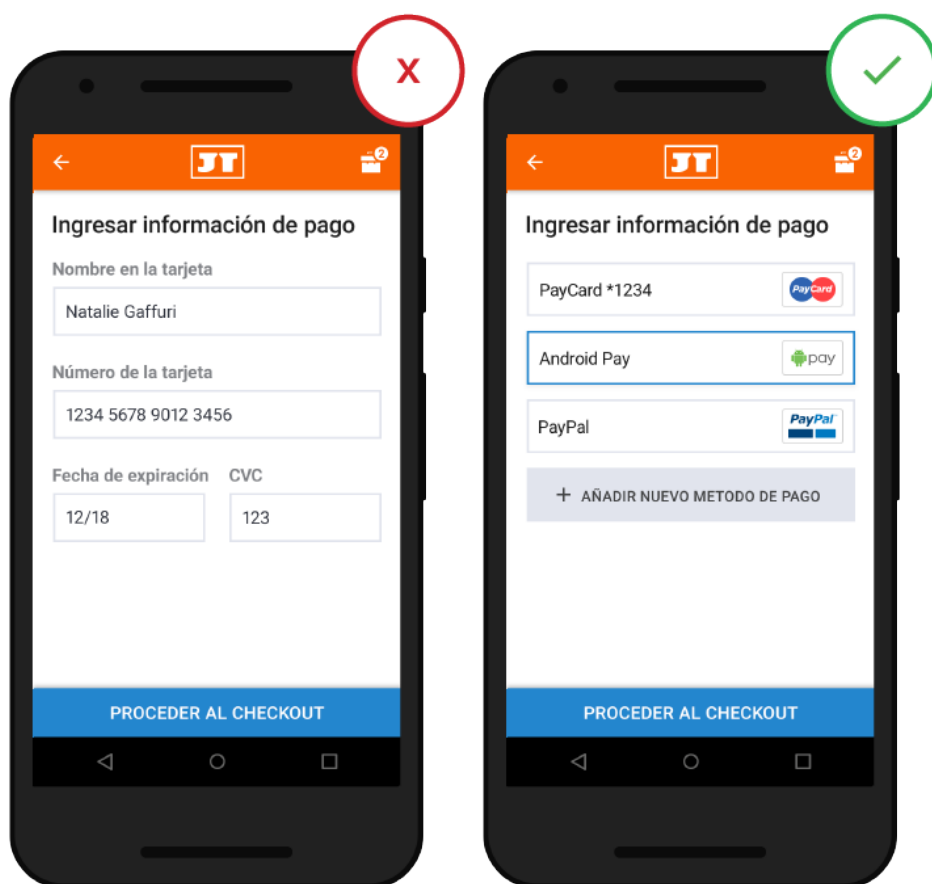 X
JT
2
Ingresar información de pago
Nombre en la tarjeta
Natalie Gaffuri
Número de la tarjeta
1234 5678 9012 3456
Fecha de expiración CVC
12/18 123
PROCEDER AL CHECKOUT
JT
2
Ingresar información de pago
PayCard *1234 PayCard
Android Pay pay
PayPal PayPal
+ AÑADIR NUEVO METODO DE PAGO
PROCEDER AL CHECKOUT